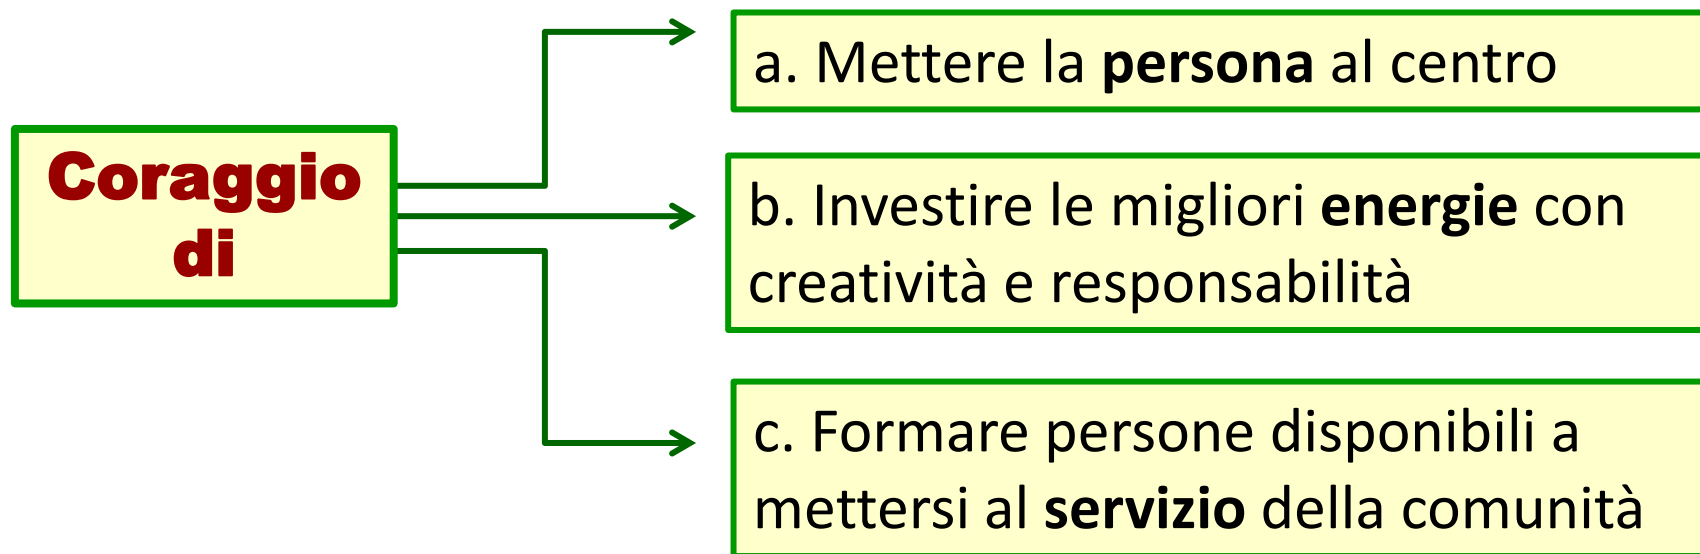 Coraggio
di
a. Mettere la persona al centro
b. Investire le migliori energie con
creatività e responsabilità
c. Formare persone disponibili a
mettersi al servizio della comunità